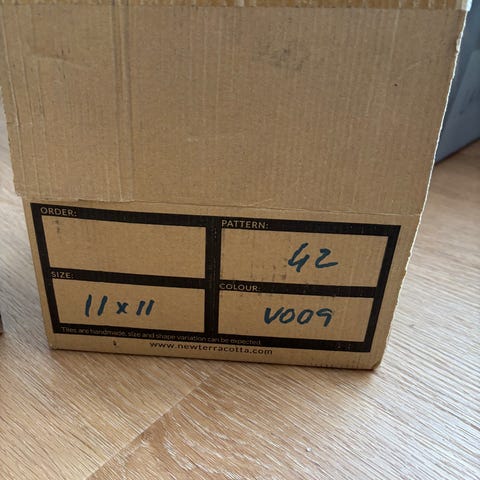 ORDER:
PATTERN:
42
SIZE:
COLOUR:
11 x 11
V009
*Tiles are handmade, size and shape variation can be expected.
www.newterracotta.com